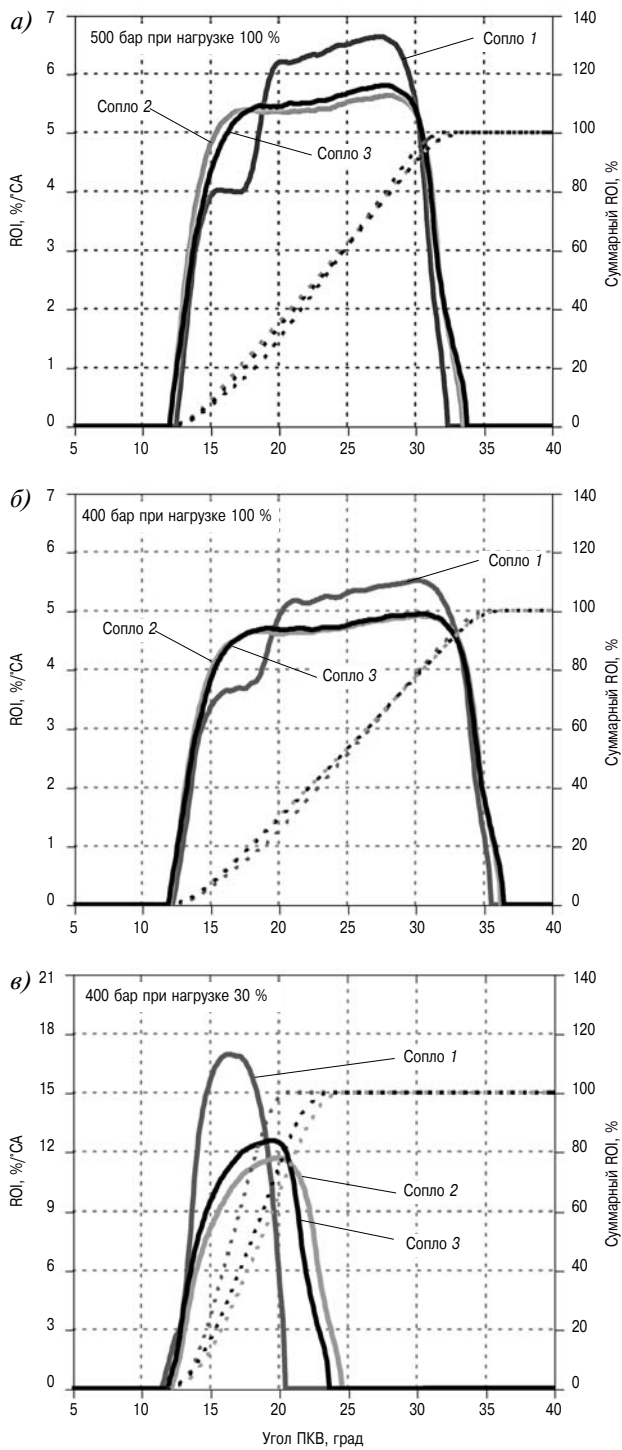 а)
500 бар при нагрузке 100 %
Сопло 1
Сопло 2
Сопло 3
ROI, %/°CA
7
6
5
4
3
2
1
0
Суммарный ROI, %
140
120
100
80
60
40
20
0
5 10 15 20 25 30 35 40
б)
400 бар при нагрузке 100 %
Сопло 1
Сопло 2
Сопло 3
ROI, %/°CA
7
6
5
4
3
2
1
0
Суммарный ROI, %
140
120
100
80
60
40
20
0
5 10 15 20 25 30 35 40
в)
400 бар при нагрузке 30 %
Сопло 1
Сопло 2
Сопло 3
ROI, %/°CA
21
18
15
12
9
6
3
0
Суммарный ROI, %
140
120
100
80
60
40
20
0
5 10 15 20 25 30 35 40
Угол ПКВ, град